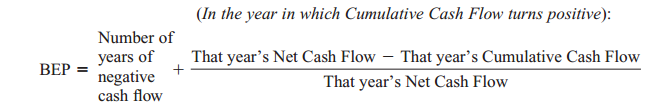 (In the year in which Cumulative Cash Flow turns positive):
BEP = Number of
years of
negative
cash flow
+ That year's Net Cash Flow − That year's Cumulative Cash Flow
That year's Net Cash Flow